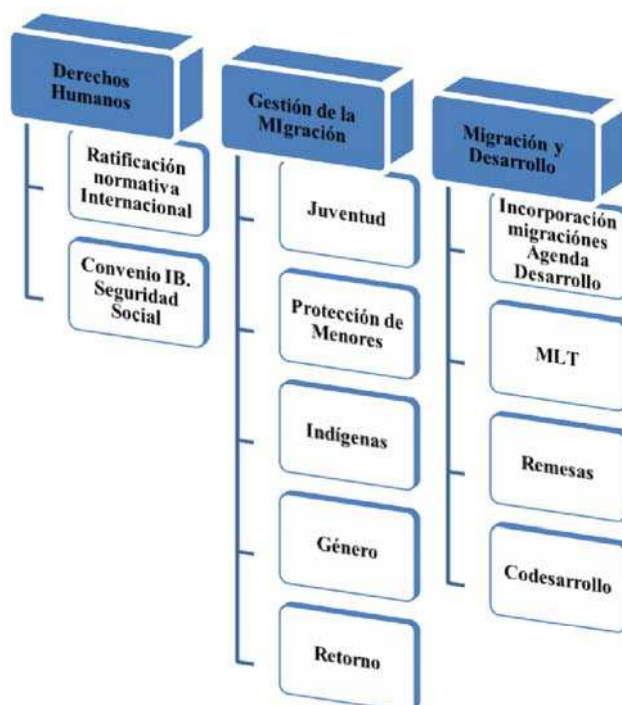 Derechos
Humanos
Ratificación
normativa
Internacional
Convenio IB.
Seguridad
Social
Gestión de la
MIgración
Juventud
Protección de
Menores
Indígenas
Género
Retorno
Migración y
Desarrollo
Incorporación
migraciónes
Agenda
Desarrollo
MLT
Remesas
Codesarrollo